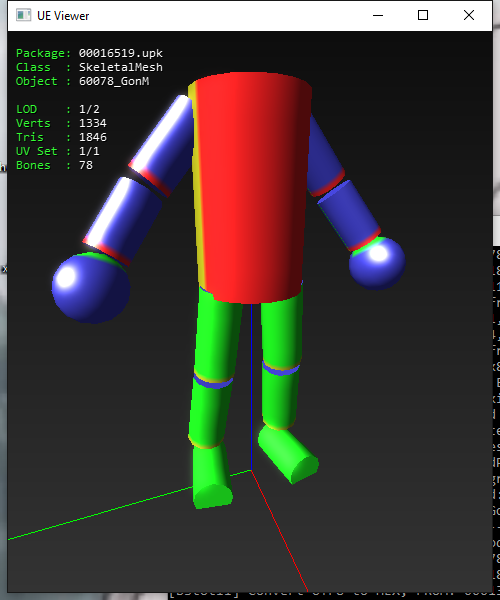 UE Viewer
Package: 00016519.upk
Class : SkeletalMesh
Object : 60078_GonM
LOD : 1/2
Verts : 1334
Tris : 1846
UV Set : 1/1
Bones : 78